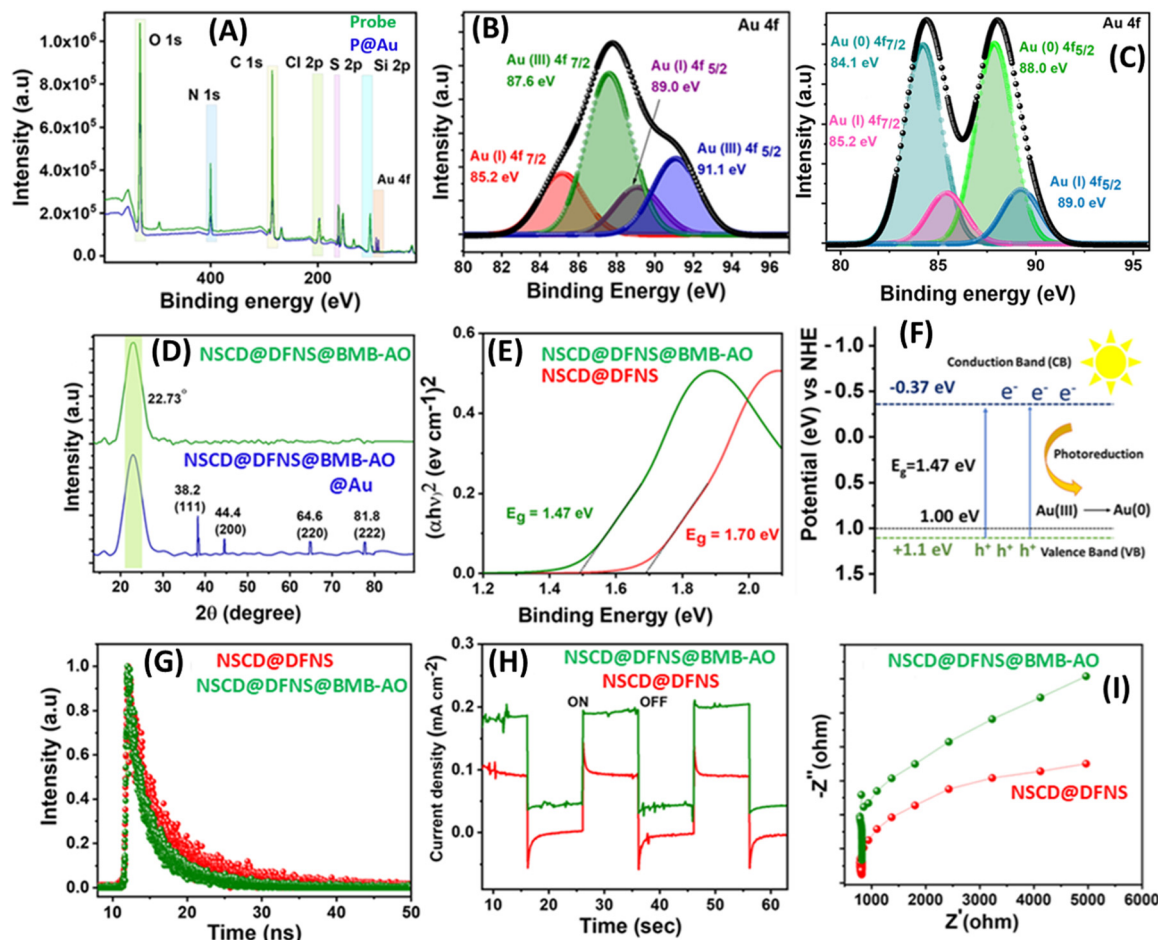 (A)
Probe
P@Au
O 1s
N 1s
C 1s
Cl 2p
S 2p
Si 2p
Au 4f
1.0x10⁶
8.0x10⁵
6.0x10⁵
4.0x10⁵
2.0x10⁵
0.0
Intensity (a.u)
400 200
Binding energy (eV)
(B)
Au 4f
Au (III) 4f 7/2
87.6 eV
Au (I) 4f 5/2
89.0 eV
Au (III) 4f 5/2
91.1 eV
Au (I) 4f 7/2
85.2 eV
Intensity (a.u)
80 82 84 86 88 90 92 94 96
Binding Energy (eV)
(C)
Au 4f
Au (0) 4f7/2
84.1 eV
Au (0) 4f5/2
88.0 eV
Au (I) 4f7/2
85.2 eV
Au (I) 4f5/2
89.0 eV
Intensity (a.u)
80 85 90 95
Binding energy (eV)
(D)
NSCD@DFNS@BMB-AO
22.73°
NSCD@DFNS@BMB-AO
@Au
38.2
(111)
44.4
(200)
64.6
(220)
81.8
(222)
Intensity (a.u)
20 30 40 50 60 70 80
2θ (degree)
(E)
NSCD@DFNS@BMB-AO
NSCD@DFNS
Eg = 1.47 eV
Eg = 1.70 eV
0.6
0.4
0.2
0.0
(αhν)2 (ev cm⁻¹)2
1.2 1.4 1.6 1.8 2.0
Binding Energy (eV)
(F)
Potential (eV) vs NHE
-1.0
-0.5
0.0
0.5
1.0
1.5
Conduction Band (CB)
-0.37 eV
e⁻ e⁻ e⁻
Eg=1.47 eV
Photoreduction
Au(III) → Au(0)
1.00 eV
+1.1 eV
h⁺ h⁺ h⁺
Valence Band (VB)
(G)
NSCD@DFNS
NSCD@DFNS@BMB-AO
1.0
0.8
0.6
0.4
0.2
0.0
Intensity (a.u)
10 20 30 40 50
Time (ns)
(H)
NSCD@DFNS@BMB-AO
NSCD@DFNS
ON
OFF
0.3
0.2
0.1
0.0
Current density (mA cm⁻²)
10 20 30 40 50 60
Time (sec)
(I)
NSCD@DFNS@BMB-AO
NSCD@DFNS
-Z"(ohm)
1000 2000 3000 4000 5000 6000
Z'(ohm)